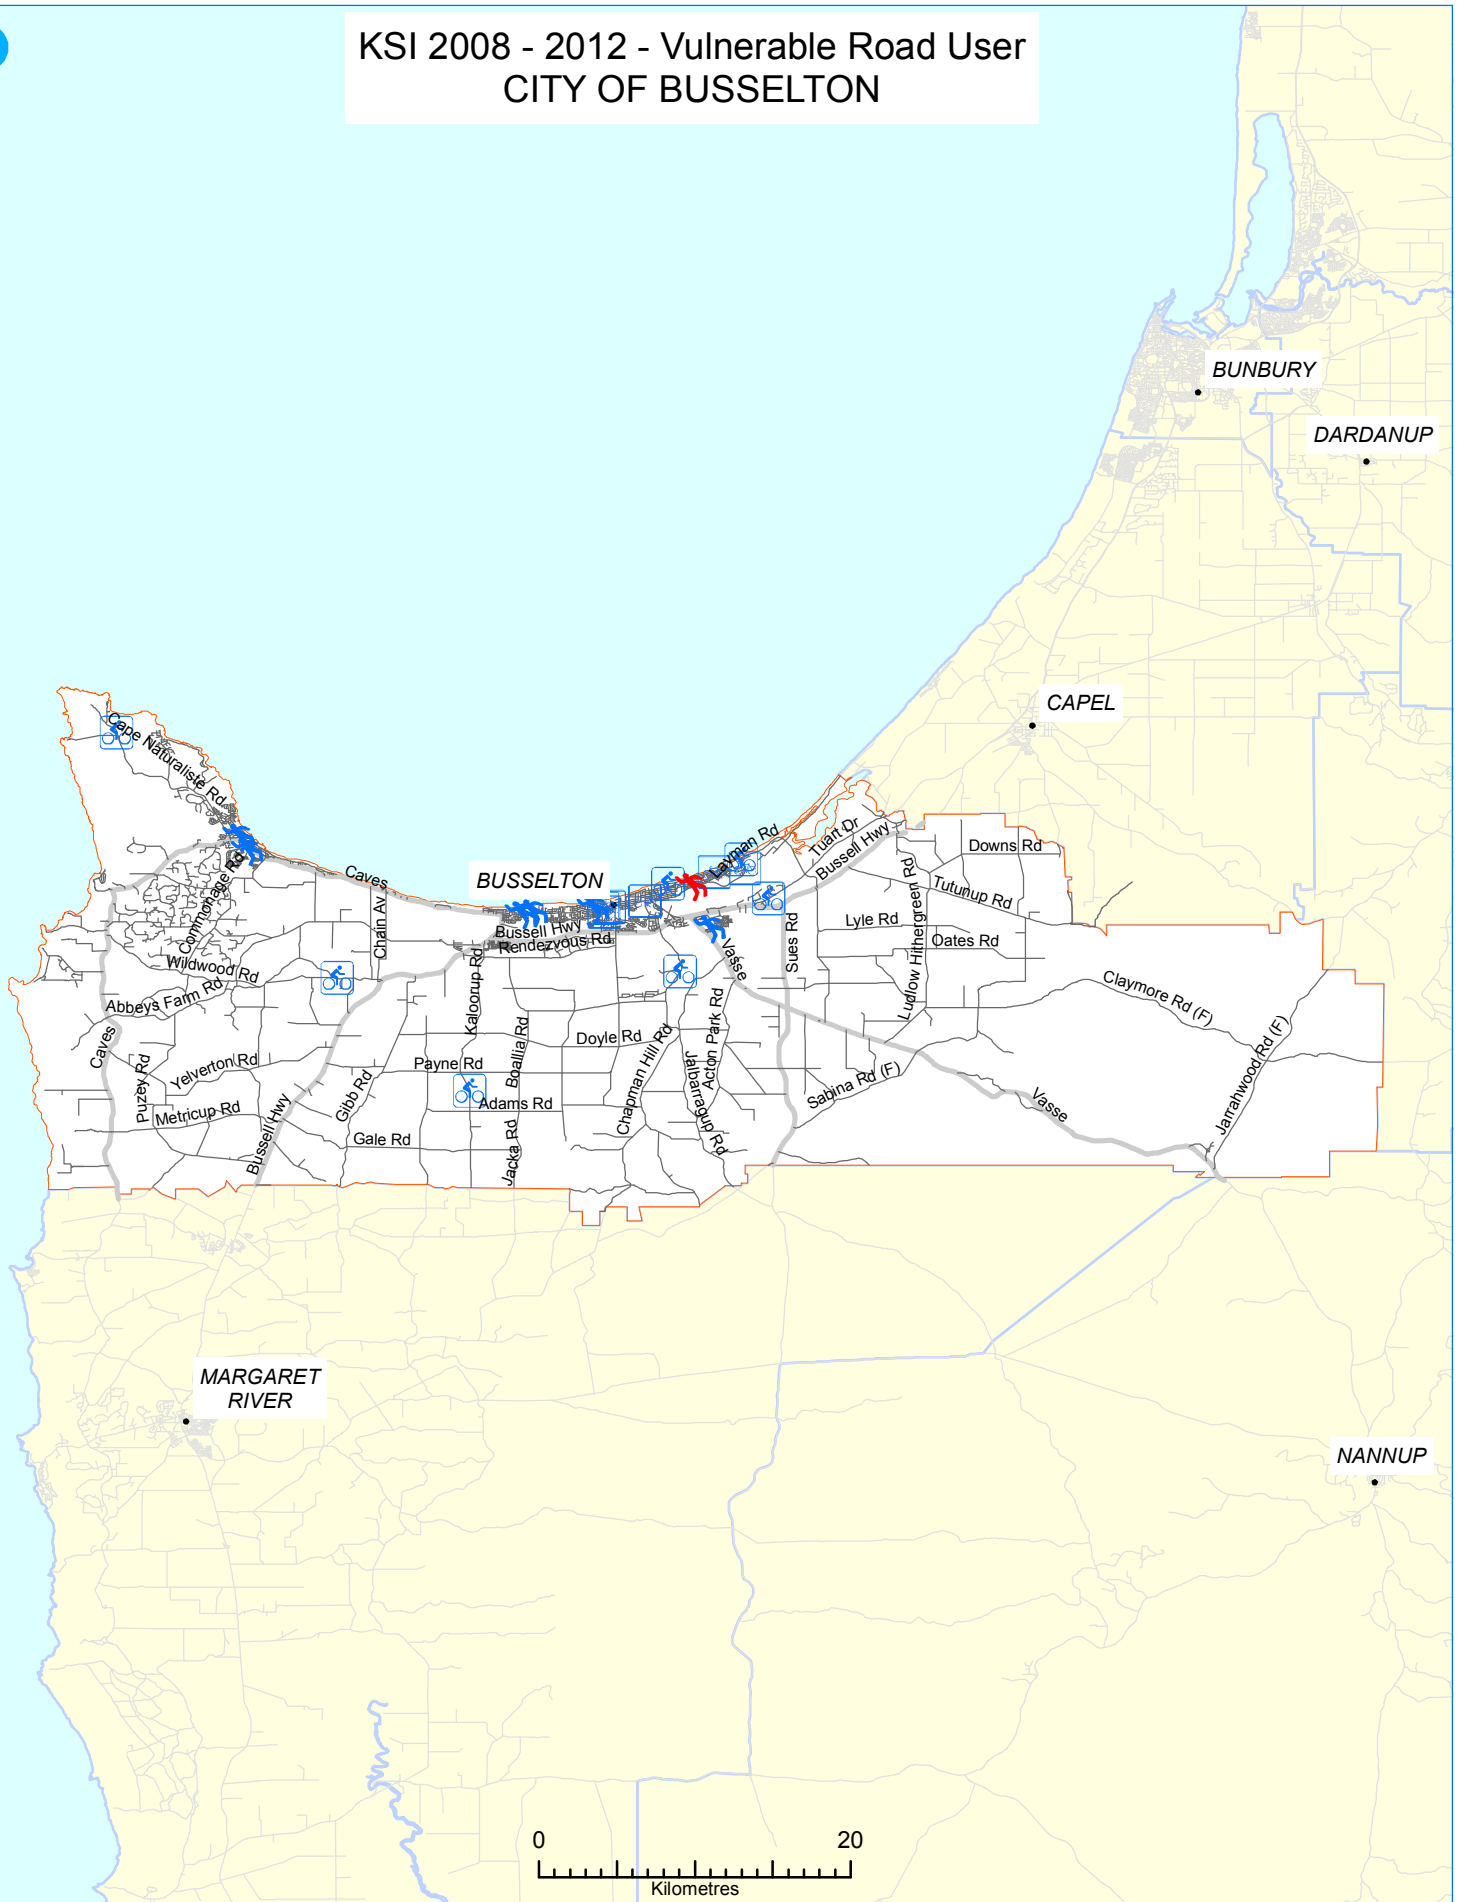 KSI 2008 - 2012 - Vulnerable Road User
CITY OF BUSSELTON
BUNBURY
DARDANUP
CAPEL
Cape Naturaliste Rd
Layman Rd
Tuart Dr
Bussell Hwy
Downs Rd
Caves
BUSSELTON
Commonage Rd
Chain Av
Tutunup Rd
Ludlow Hithergreen Rd
Lyle Rd
Oates Rd
Bussell Hwy
Rendezvous Rd
Sues Rd
Vasse
Wildwood Rd
Abbeys Farm Rd
Kaloorup Rd
Claymore Rd (F)
Caves
Puzey Rd
Yelverton Rd
Metricup Rd
Gibb Rd
Bussell Hwy
Payne Rd
Boallia Rd
Doyle Rd
Chapman Hill Rd
Acton Park Rd
Jalbarragup Rd
Adams Rd
Gale Rd
Jacka Rd
Sabina Rd (F)
Vasse
Jarrahwood Rd (F)
MARGARET
RIVER
NANNUP
0 20
Kilometres